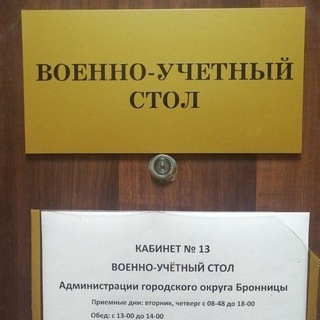 ВОЕННО-УЧЕТНЫЙ
СТОЛ
КАБИНЕТ № 13
ВОЕННО-УЧЁТНЫЙ СТОЛ
Администрации городского округа Бронницы
Приемные дни: вторник, четверг с 08-48 до 18-00
Обед: с 13-00 до 14-00